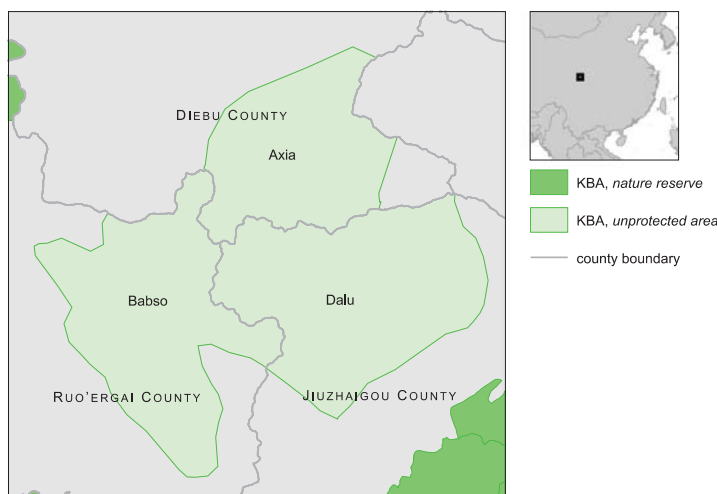 DIEBU COUNTY
Axia
Babso
Dalu
RUO'ERGAI COUNTY
JIUZHAIGOU COUNTY
KBA, nature reserve
KBA, unprotected area
county boundary